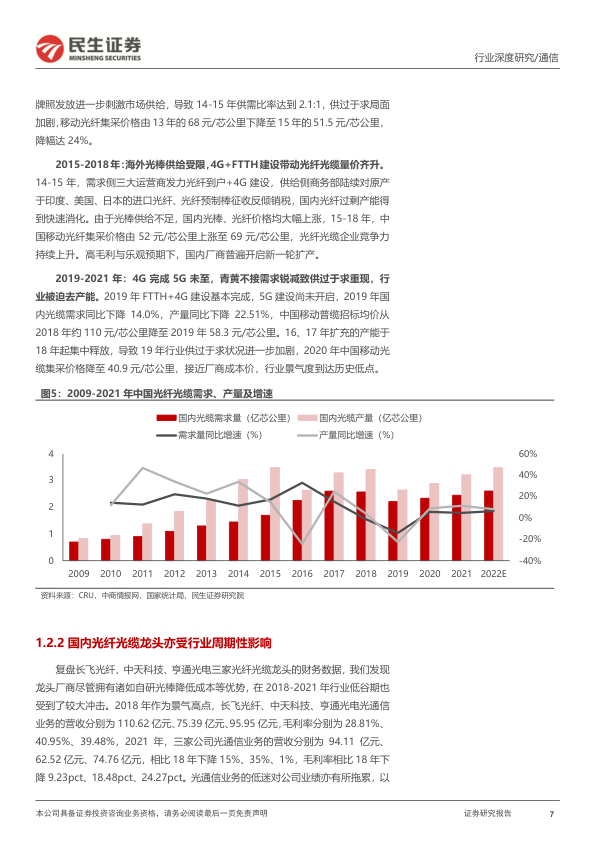 民生证券
MINSHENG SECURITIES
行业深度研究/通信
牌照发放进一步刺激市场供给，导致 14-15 年供需比率达到 2.1:1，供过于求局面
加剧，移动光纤集采价格由 13 年的 68 元/芯公里下降至 15 年的 51.5 元/芯公里，
降幅达 24%。
2015-2018 年：海外光棒供给受限，4G+FTTH 建设带动光纤光缆量价齐升。
14-15 年，需求侧三大运营商发力光纤到户+4G 建设，供给侧商务部陆续对原产
于印度、美国、日本的进口光纤、光纤预制棒征收反倾销税，国内光纤过剩产能得
到快速消化。由于光棒供给不足，国内光棒、光纤价格均大幅上涨，15-18 年，中
国移动光纤集采价格由 52 元/芯公里上涨至 69 元/芯公里，光纤光缆企业竞争力
持续上升。高毛利与乐观预期下，国内厂商普遍开启新一轮扩产。
2019-2021 年：4G 完成 5G 未至，青黄不接需求锐减致供过于求重现，行
业被迫去产能。2019 年 FTTH+4G 建设基本完成，5G 建设尚未开启，2019 年国
内光缆需求同比下降 14.0%，产量同比下降 22.51%，中国移动普缆招标均价从
2018 年约 110 元/芯公里降至 2019 年 58.3 元/芯公里。16、17 年扩充的产能于
18 年起集中释放，导致 19 年行业供过于求状况进一步加剧，2020 年中国移动光
缆集采价格降至 40.9 元/芯公里，接近厂商成本价，行业景气度到达历史低点。
图5：2009-2021 年中国光纤光缆需求、产量及增速
国内光缆需求量（亿芯公里） 国内光缆产量（亿芯公里）
需求量同比增速（%） 产量同比增速（%）
4 60%
3 40%
2 20%
1 0%
0 -20%
-40%
2009 2010 2011 2012 2013 2014 2015 2016 2017 2018 2019 2020 2021 2022E
资料来源：CRU，中商情报网，国家统计局，民生证券研究院
1.2.2 国内光纤光缆龙头亦受行业周期性影响
复盘长飞光纤、中天科技、亨通光电三家光纤光缆龙头的财务数据，我们发现
龙头厂商尽管拥有诸如自研光棒降低成本等优势，在 2018-2021 年行业低谷期也
受到了较大冲击。2018 年作为景气高点，长飞光纤、中天科技、亨通光电光通信
业务的营收分别为 110.62 亿元、75.39 亿元、95.95 亿元，毛利率分别为 28.81%、
40.95%、39.48%，2021 年，三家公司光通信业务的营收分别为 94.11 亿元、
62.52 亿元、74.76 亿元，相比 18 年下降 15%、35%、1%，毛利率相比 18 年下
降 9.23pct、18.48pct、24.27pct。光通信业务的低迷对公司业绩亦有所拖累，以
本公司具备证券投资咨询业务资格，请务必阅读最后一页免责声明 证券研究报告 7